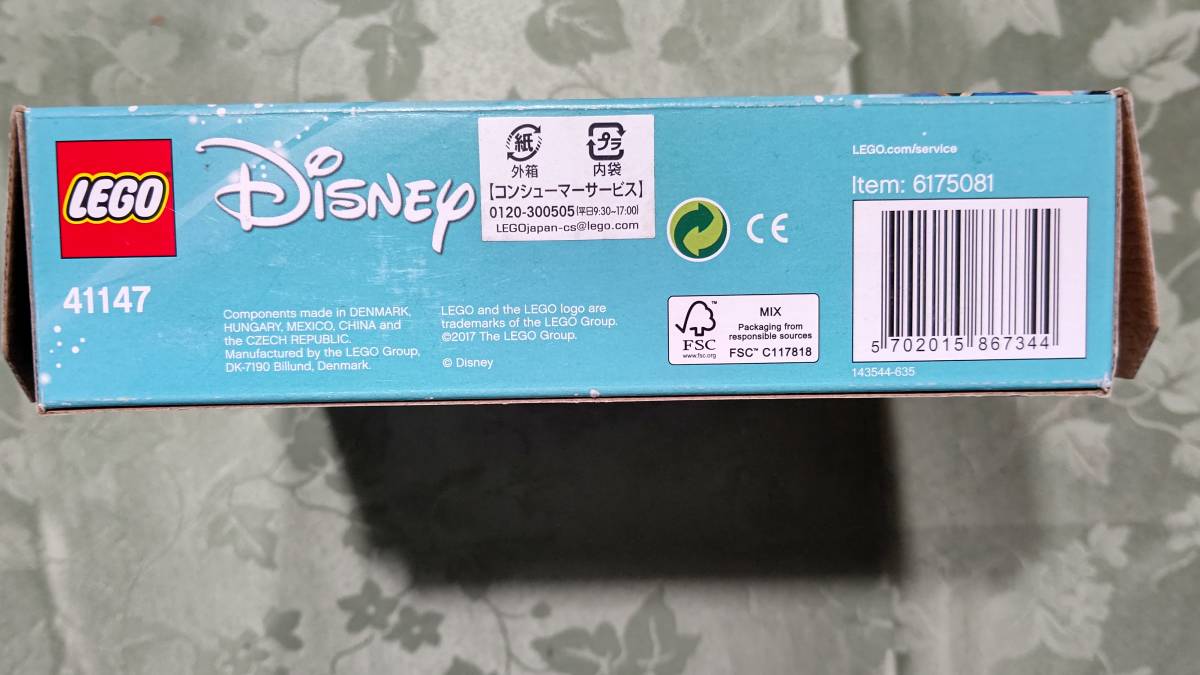 LEGO
DISNEY
41147
Components made in DENMARK,
HUNGARY, MEXICO, CHINA and
the CZECH REPUBLIC.
Manufactured by the LEGO Group,
DK-7190 Billund, Denmark.
LEGO and the LEGO logo are
trademarks of the LEGO Group.
©2017 The LEGO Group.
© Disney
紙 プラ
外箱 内袋
【コンシューマーサービス】
0120-300505(平日9:30~17:00)
LEGOjapan-cs@lego.com
CE
FSC™
www.fsc.org
MIX
Packaging from
responsible sources
FSC™ C117818
LEGO.com/service
Item: 6175081
5 702015 867344
143544-635